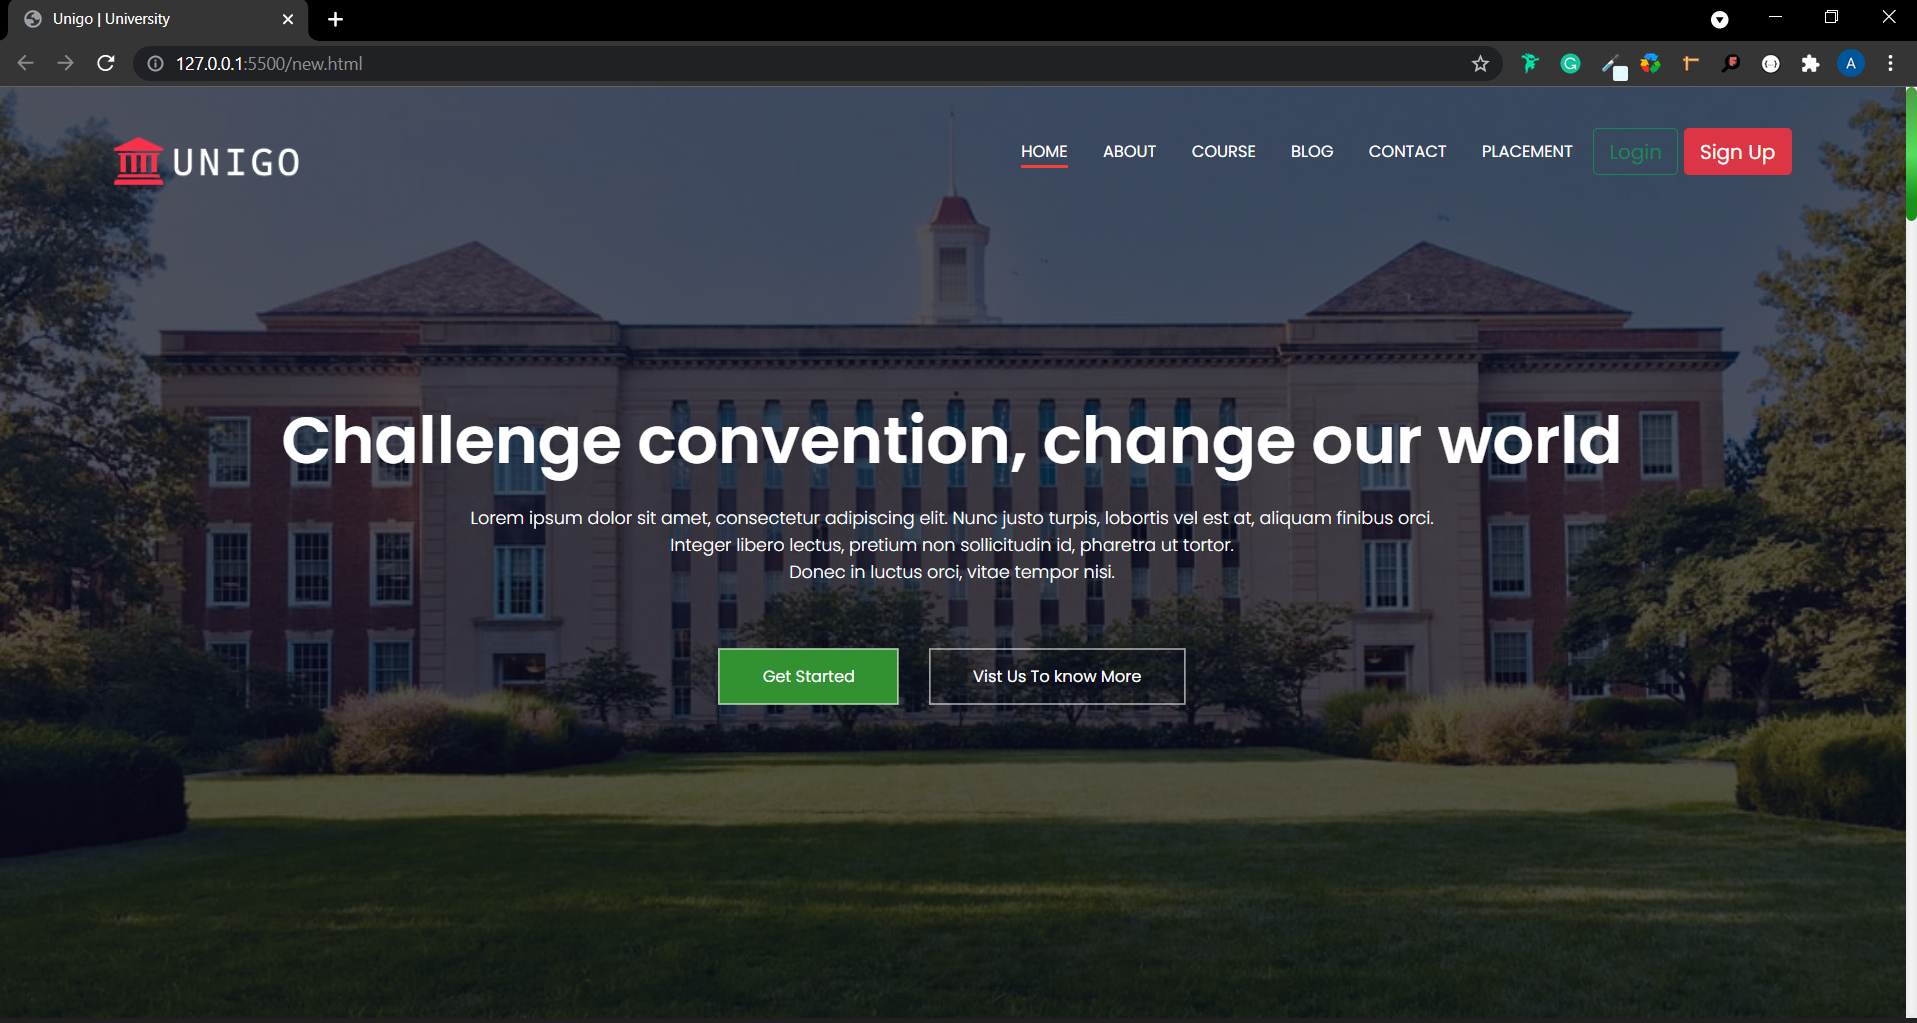 Unigo | University
127.0.0.1:5500/new.html
A
UNIGO
HOME ABOUT COURSE BLOG CONTACT PLACEMENT Login Sign Up
Challenge convention, change our world
Lorem ipsum dolor sit amet, consectetur adipiscing elit. Nunc justo turpis, lobortis vel est at, aliquam finibus orci.
Integer libero lectus, pretium non sollicitudin id, pharetra ut tortor.
Donec in luctus orci, vitae tempor nisi.
Get Started Vist Us To know More